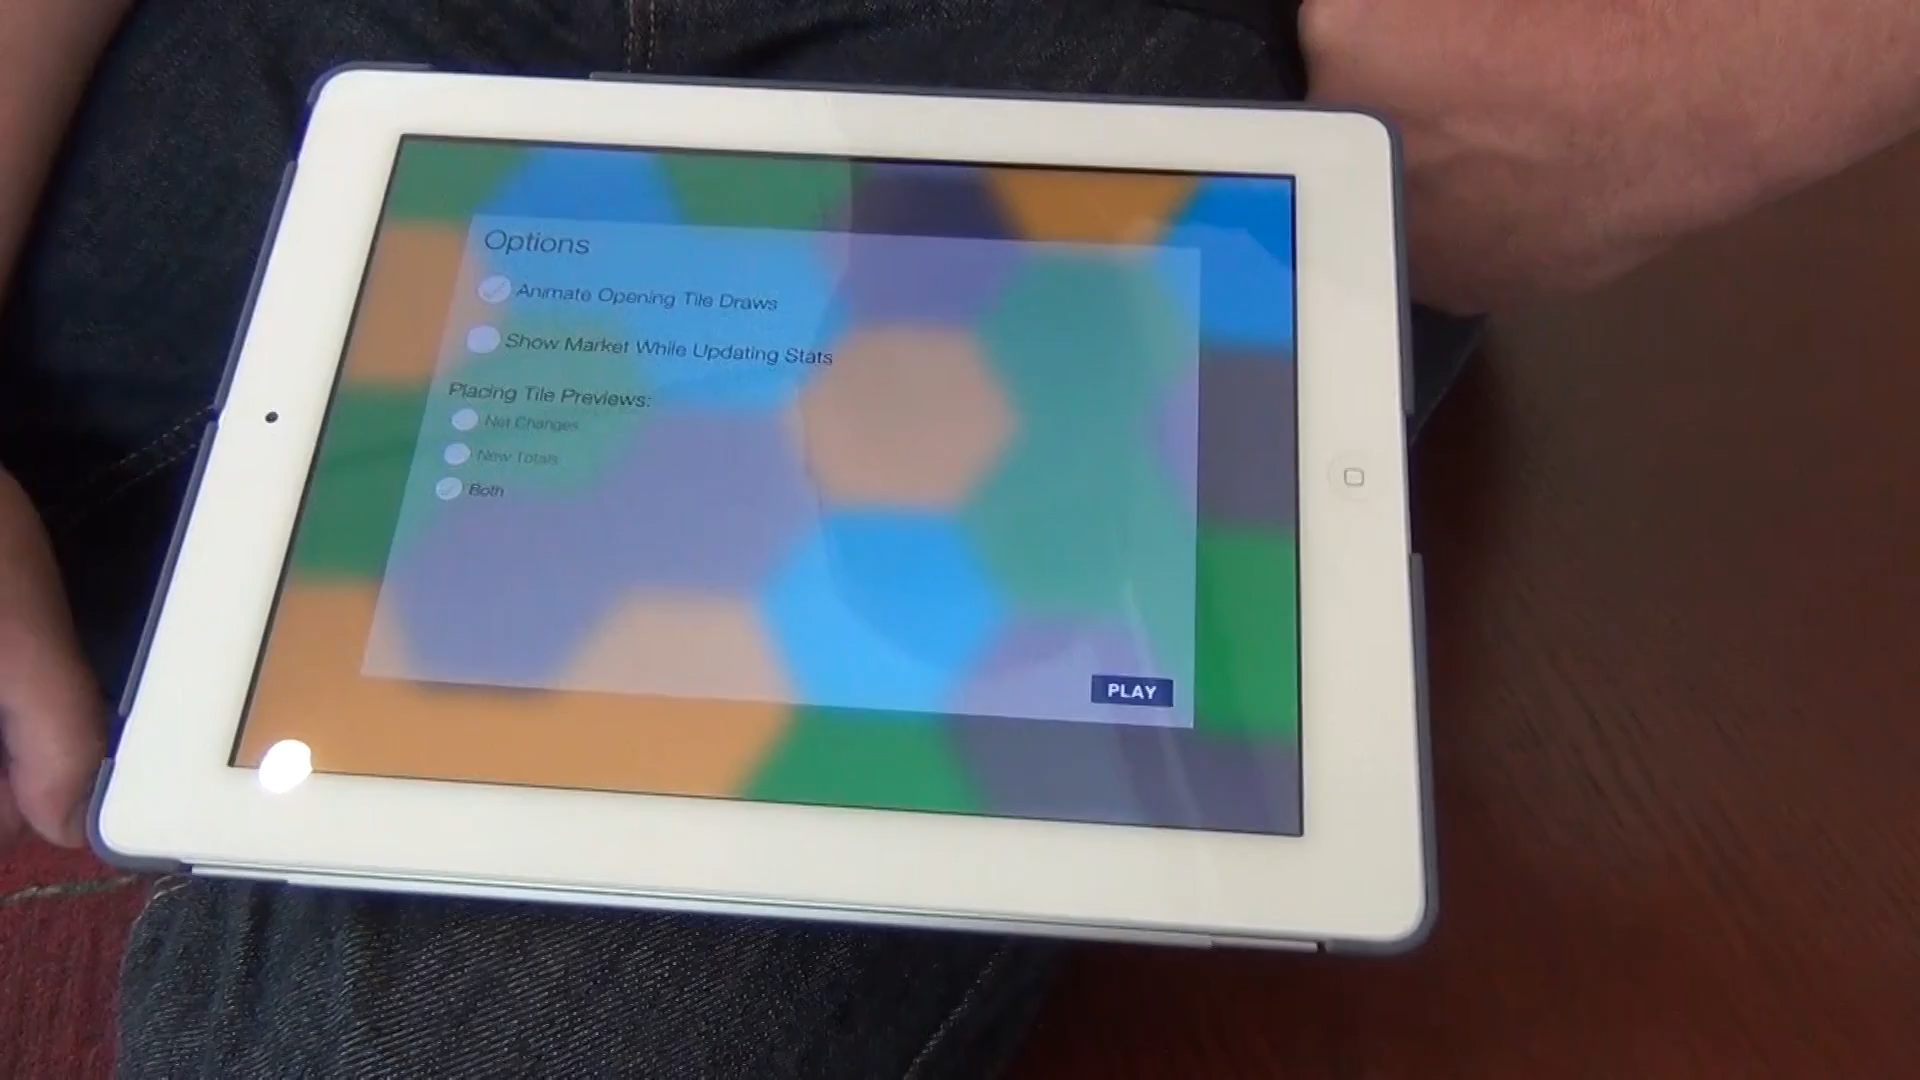 Options
Animate Opening Tile Draws
Show Market While Updating Stats
Placing Tile Previews:
Net Changes
New Totals
Both
PLAY